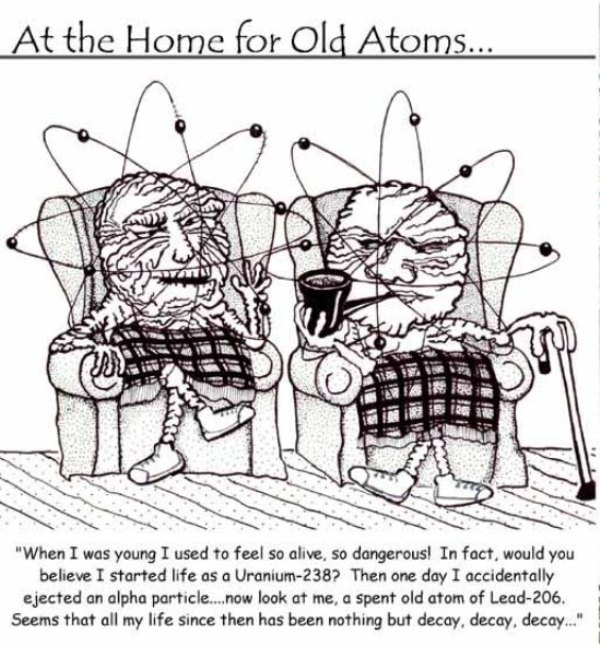 At the Home for Old Atoms...
"When I was young I used to feel so alive, so dangerous! In fact, would you
believe I started life as a Uranium-238? Then one day I accidentally
ejected an alpha particle....now look at me, a spent old atom of Lead-206.
Seems that all my life since then has been nothing but decay, decay, decay..."